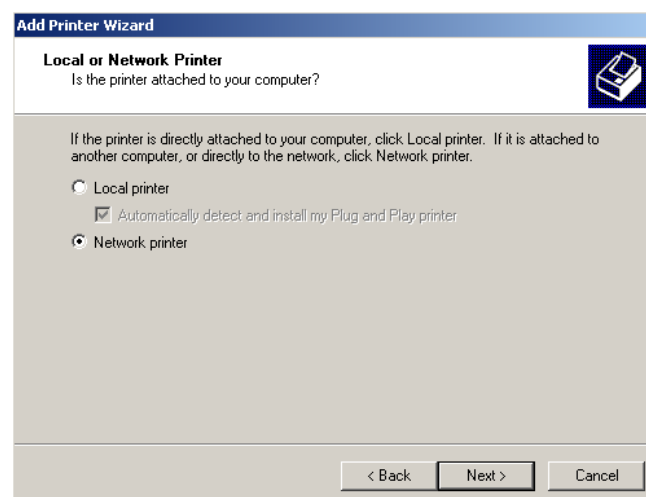 Add Printer Wizard
Local or Network Printer
Is the printer attached to your computer?
If the printer is directly attached to your computer, click Local printer. If it is attached to
another computer, or directly to the network, click Network printer.
Local printer
Automatically detect and install my Plug and Play printer
Network printer
< Back Next > Cancel